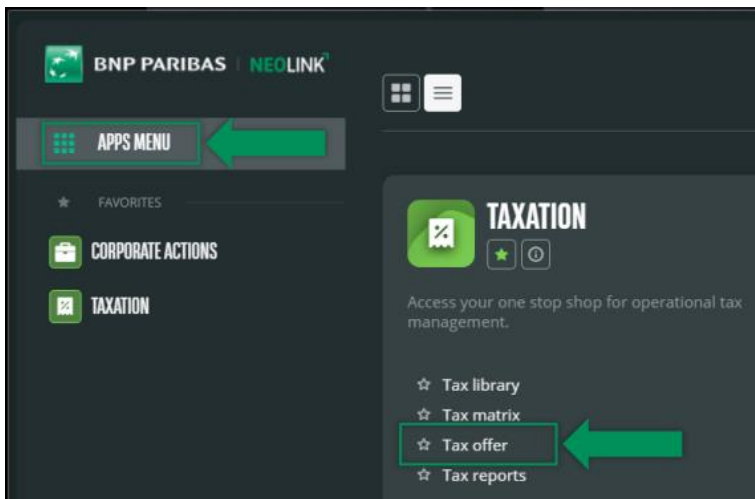 BNP PARIBAS | NEOLINK
APPS MENU
FAVORITES
CORPORATE ACTIONS
TAXATION
TAXATION
Access your one stop shop for operational tax
management.
Tax library
Tax matrix
Tax offer
Tax reports